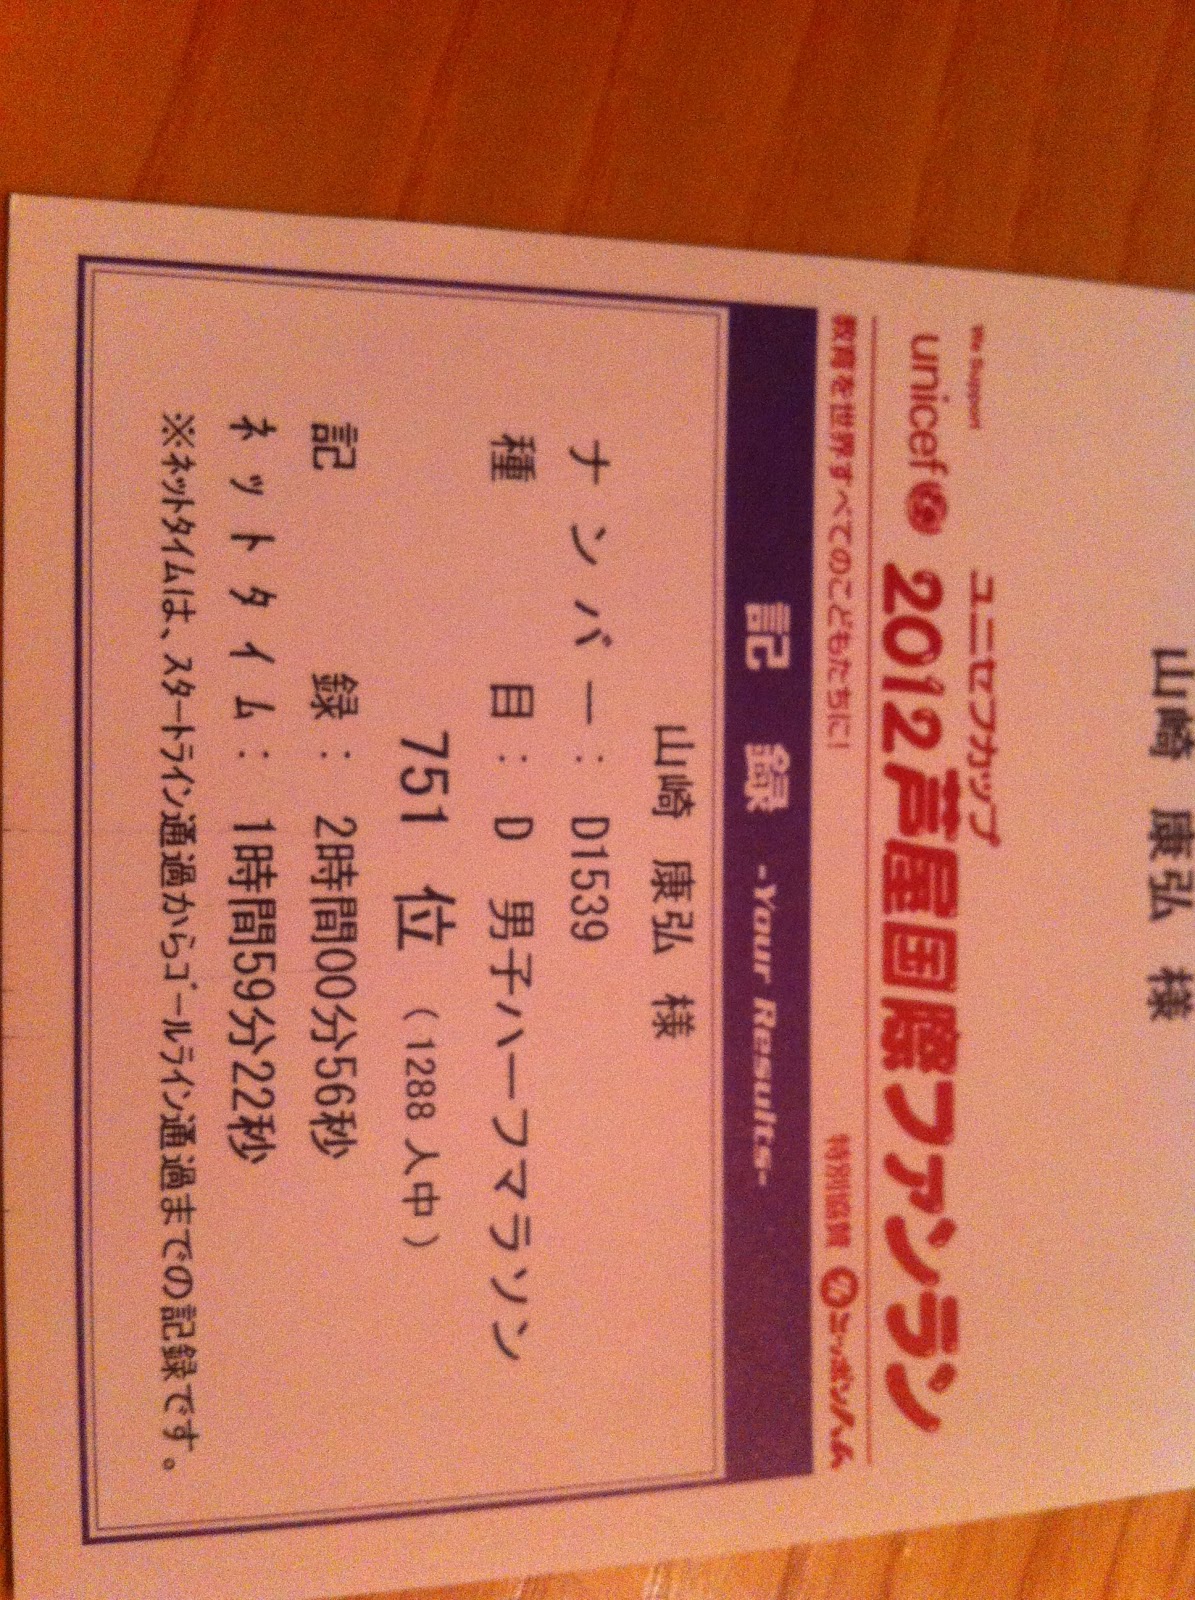 山崎 康弘 様
We Support
unicef
ユニセフカップ
2012芦屋国際ファンラン
教育を世界すべてのこどもたちに!
特別協賛 ニッポンハム
記 録 -Your Results-
山崎 康弘 様
ナンバー: D1539
種 目: D 男子ハーフマラソン
751 位 (1288 人中)
記 録: 2時間00分56秒
ネットタイム: 1時間59分22秒
※ネットタイムは、スタートライン通過からゴールライン通過までの記録です。